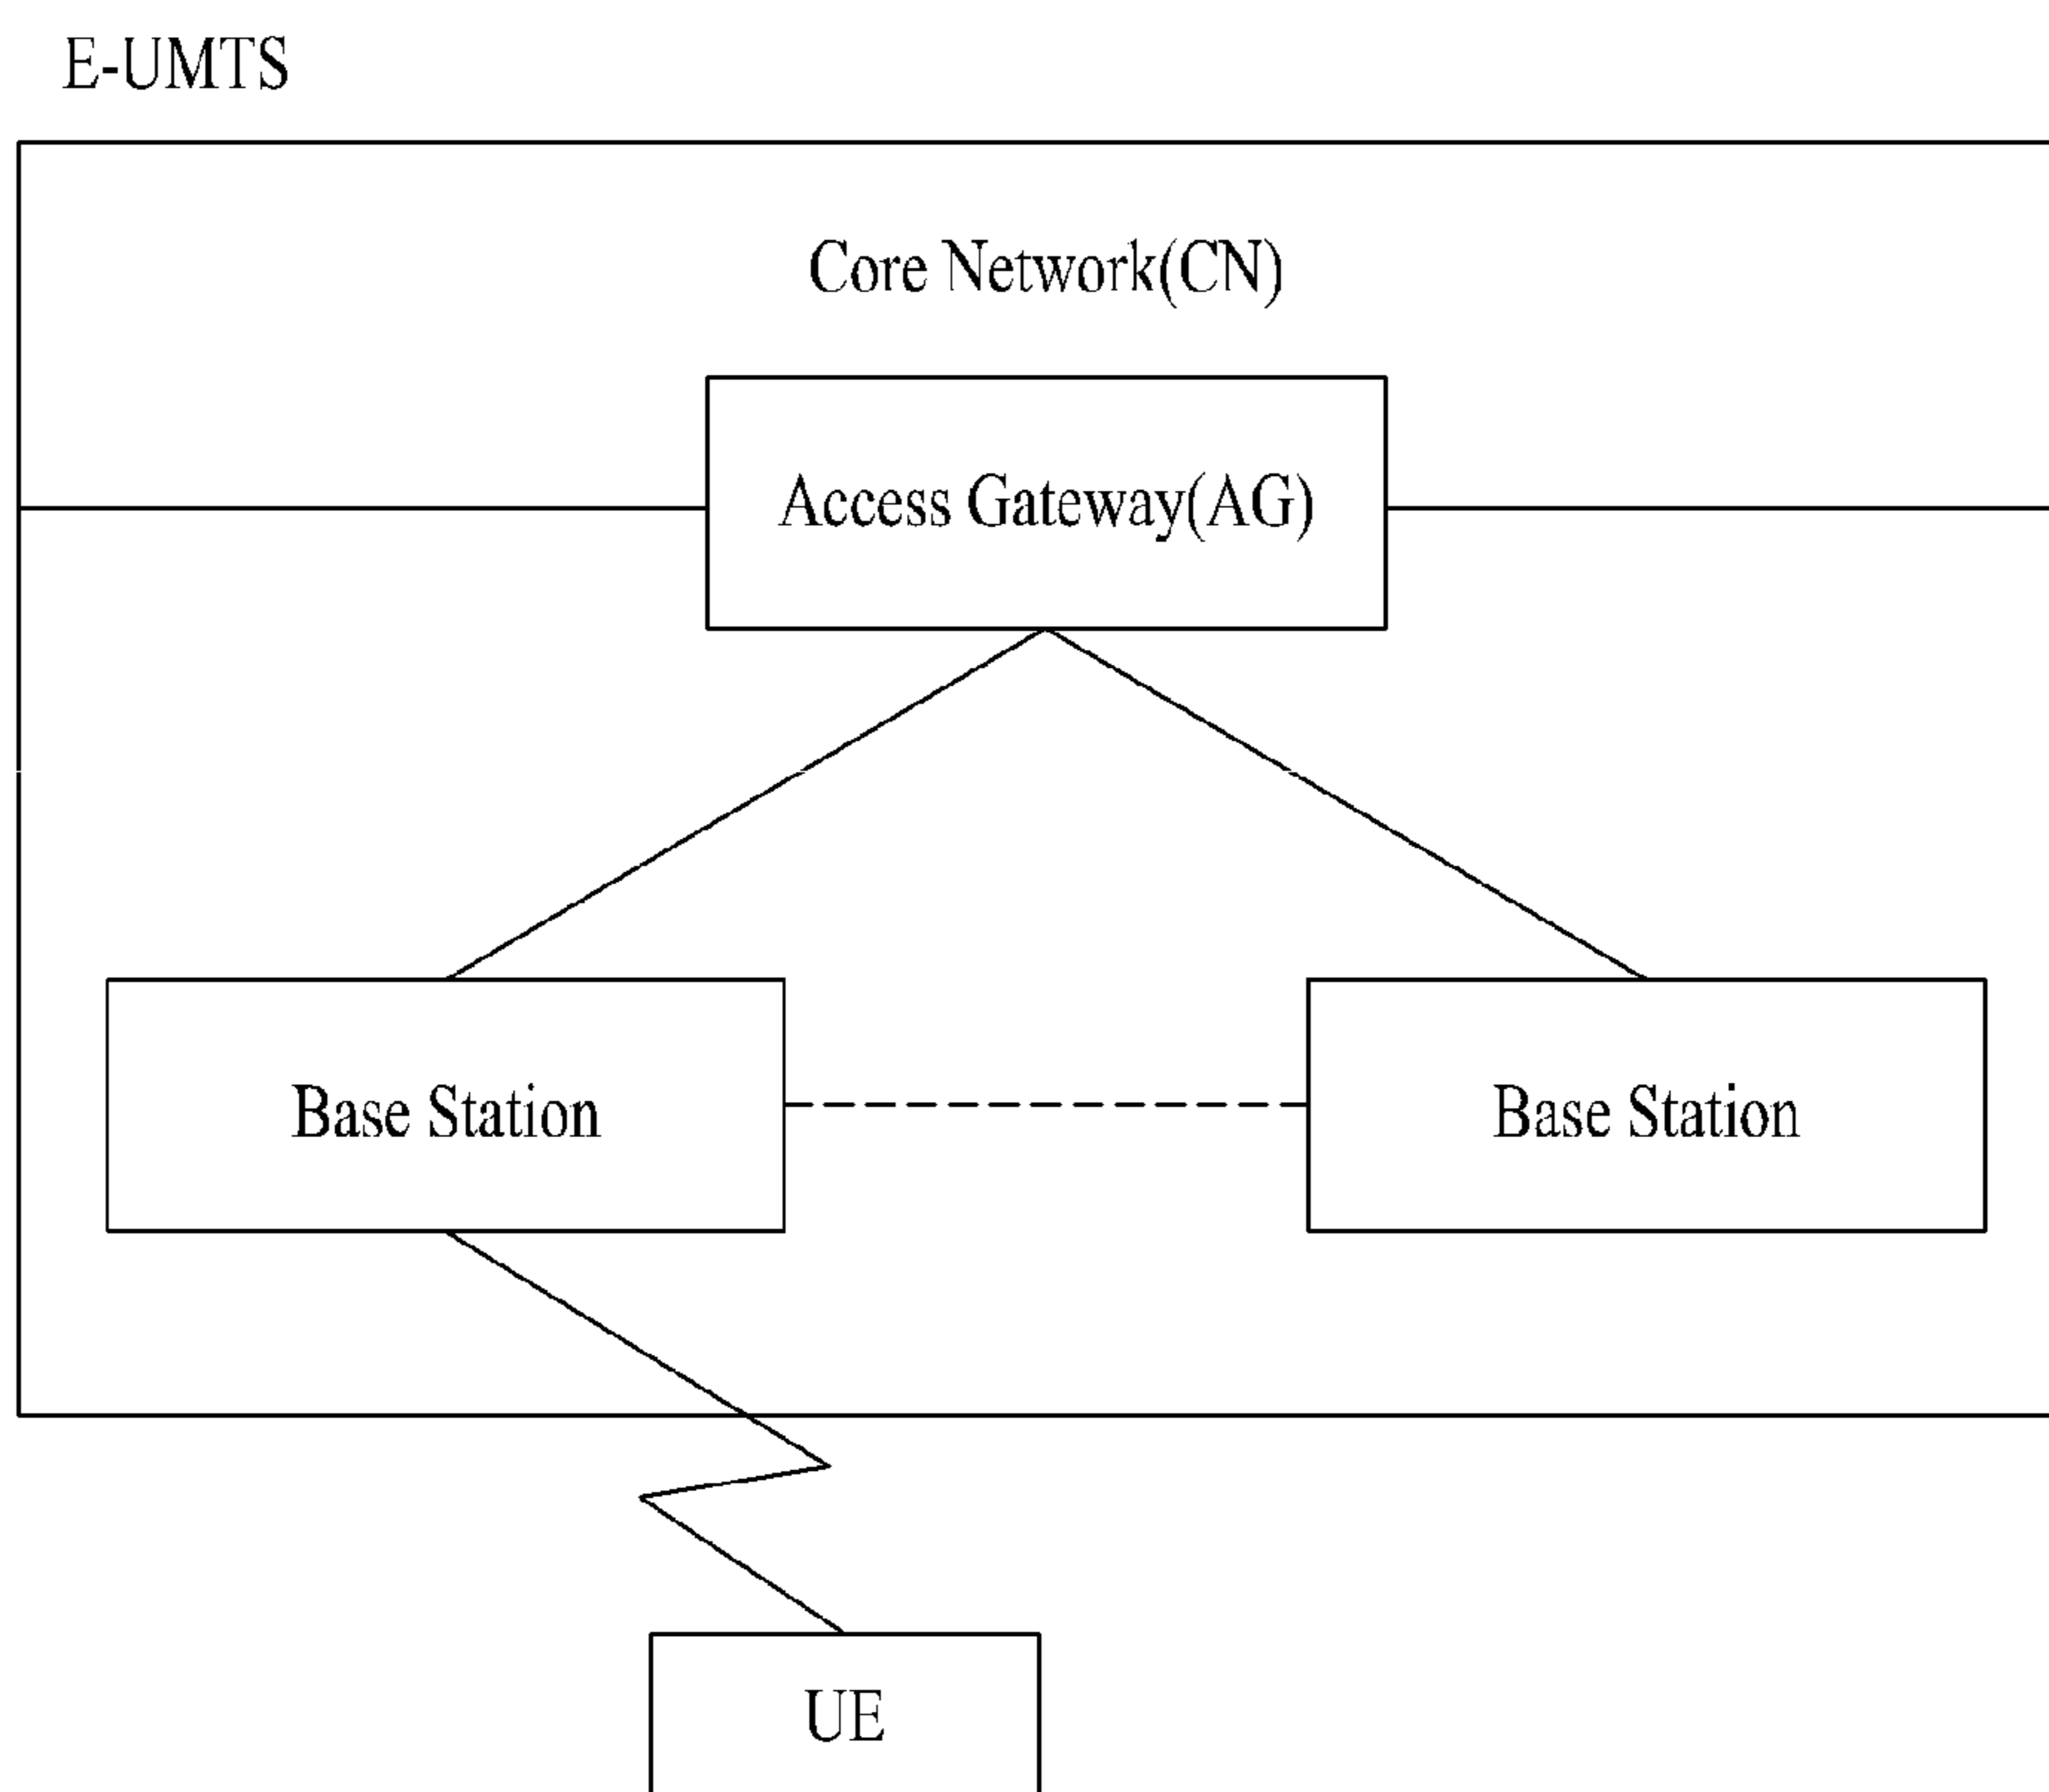 E-UMTS
Core Network(CN)
Access Gateway(AG)
Base Station
Base Station
UE